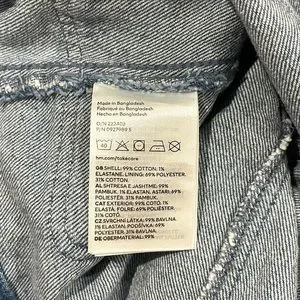 Made in Bangladesh
Fabriqué au Bangladesh
Hecho en Bangladesh
hm.com/takecare
GB SHELL: 99% COTTON. 1%
ELASTANE. LINING: 69% POLYESTER.
31% COTTON.
AL SHTRESA E JASHTME: 99%
PAMBUK. 1% ELASTAN, ASTARI: 69%
POLIESTËR. 31% PAMBUK.
CAT EXTERIOR: 99% COTÓ. 1%
ELASTÀ, FOLRE: 69% POLIÈSTER.
31% COTÓ.
CZ SVRCHNÍ LÁTKA: 99% BAVLNA.
1% ELASTAN, PODŠÍVKA: 69%
POLYESTER. 31% BAVLNA.
DE OBERMATERIAL: 99%